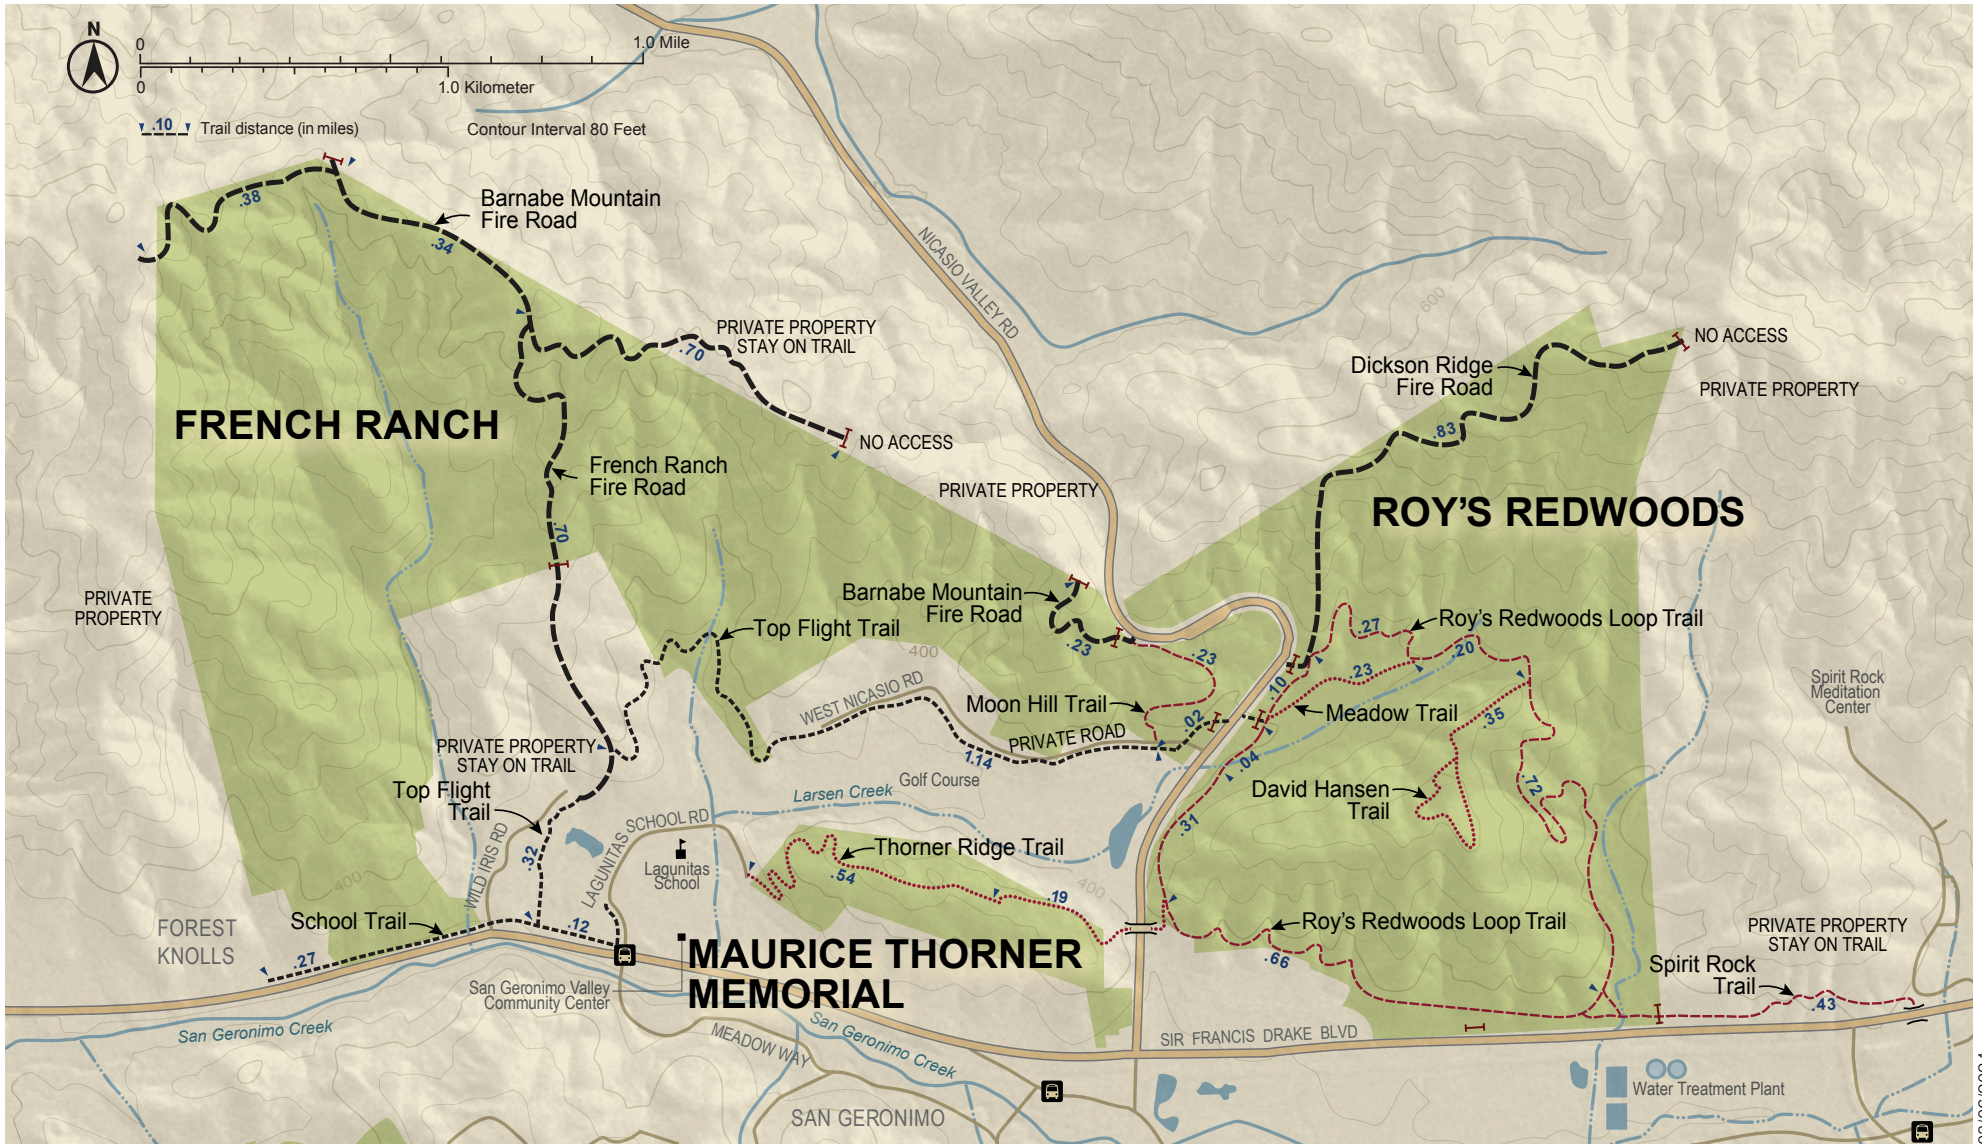 N
0
1.0 Mile
0
1.0 Kilometer
.10
Trail distance (in miles)
Contour Interval 80 Feet
.38
Barnabe Mountain
Fire Road
.34
NICASIO VALLEY RD
600
PRIVATE PROPERTY
STAY ON TRAIL
.70
NO ACCESS
Dickson Ridge
Fire Road
PRIVATE PROPERTY
.83
FRENCH RANCH
NO ACCESS
French Ranch
Fire Road
PRIVATE PROPERTY
ROY'S REDWOODS
.70
PRIVATE
PROPERTY
Barnabe Mountain
Fire Road
.23
Top Flight Trail
400
.23
.27
Roy's Redwoods Loop Trail
.20
.23
.10
Spirit Rock
Meditation
Center
WEST NICASIO RD
Moon Hill Trail
.02
Meadow Trail
.35
PRIVATE ROAD
PRIVATE PROPERTY
STAY ON TRAIL
1.14
.04
Golf Course
Larsen Creek
Top Flight
Trail
David Hansen
Trail
.72
WILD IRIS RD
LAGUNITAS SCHOOL RD
.31
.32
Lagunitas
School
Thorner Ridge Trail
.54
.19
400
400
School Trail
.12
FOREST
KNOLLS
.27
Roy's Redwoods Loop Trail
.66
PRIVATE PROPERTY
STAY ON TRAIL
MAURICE THORNER
MEMORIAL
Spirit Rock
Trail
.43
San Geronimo Valley
Community Center
San Geronimo Creek
MEADOW WAY
San Geronimo Creek
SIR FRANCIS DRAKE BLVD
Water Treatment Plant
SAN GERONIMO